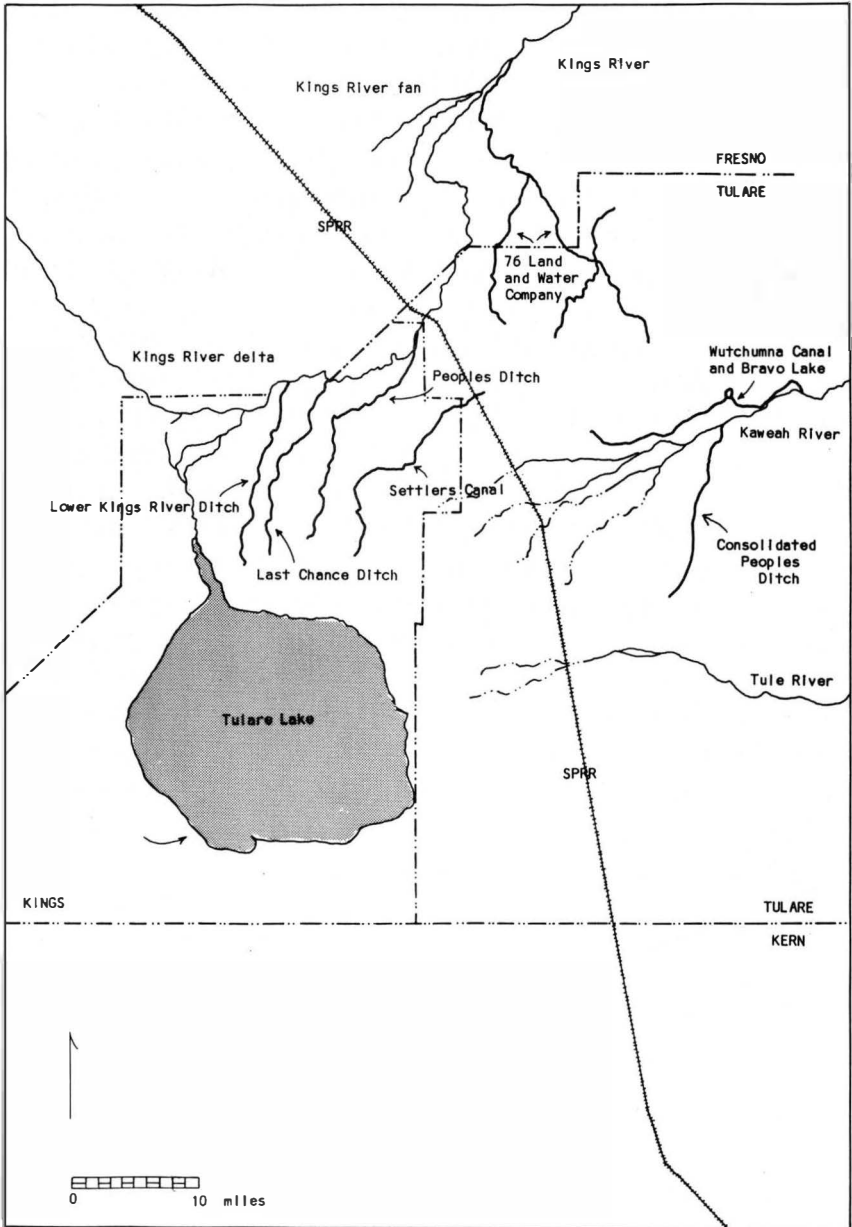 Kings River
Kings River fan
FRESNO
TULARE
SPRR
76 Land
and Water
Company
Kings River delta
Wutchumna Canal
and Bravo Lake
Peoples Ditch
Kaweah River
Settlers Canal
Lower Kings River Ditch
Consolidated
Peoples
Ditch
Last Chance Ditch
Tule River
Tulare Lake
SPRR
KINGS
TULARE
KERN
0 10 miles